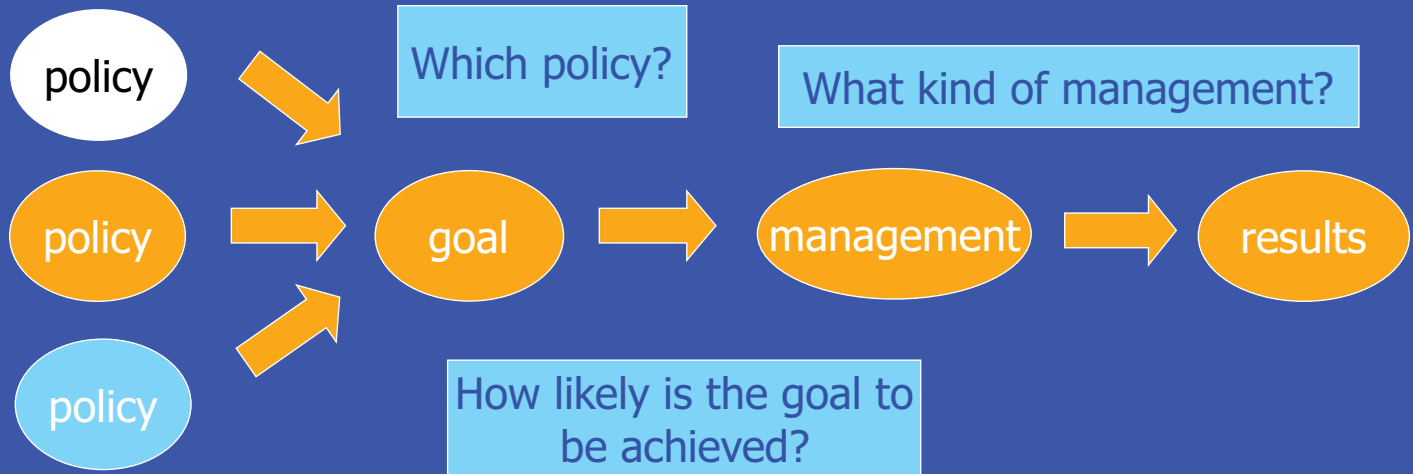 policy
Which policy?
What kind of management?
policy
goal
management
results
policy
How likely is the goal to
be achieved?